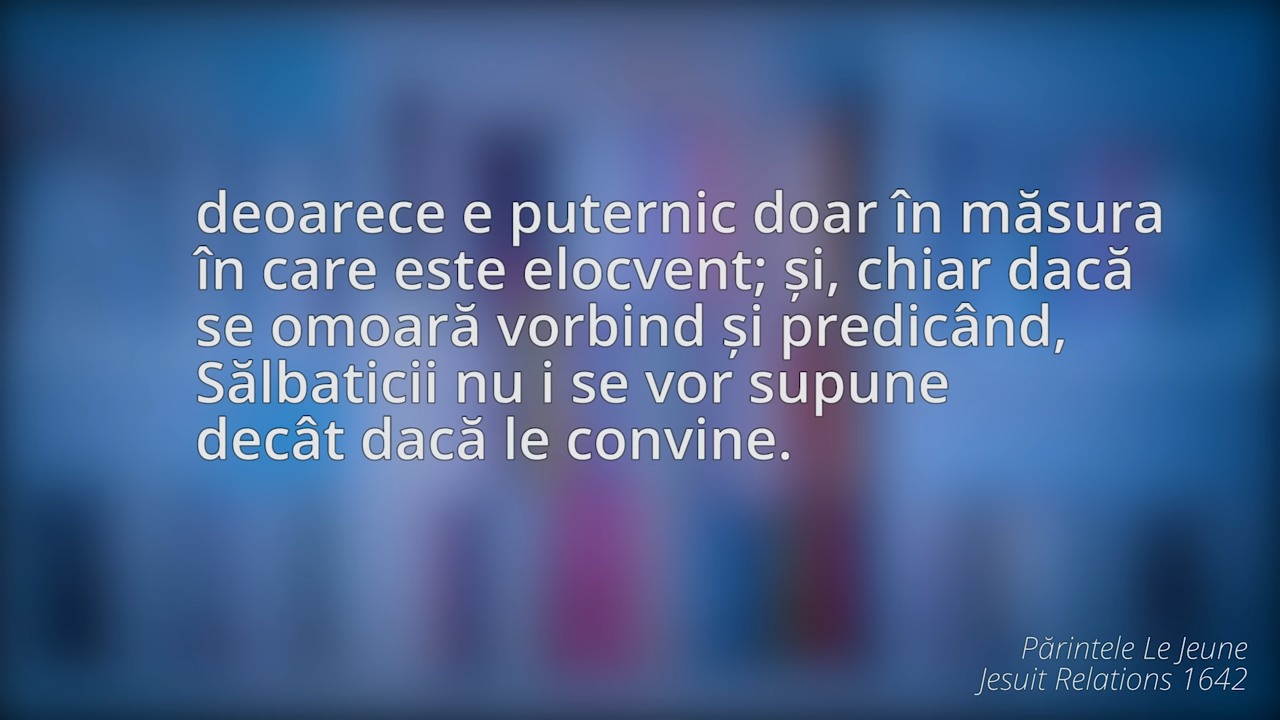 deoarece e puternic doar în măsura
în care este elocvent; și, chiar dacă
se omoară vorbind și predicând,
Sălbaticii nu i se vor supune
decât dacă le convine.
Părintele Le Jeune
Jesuit Relations 1642